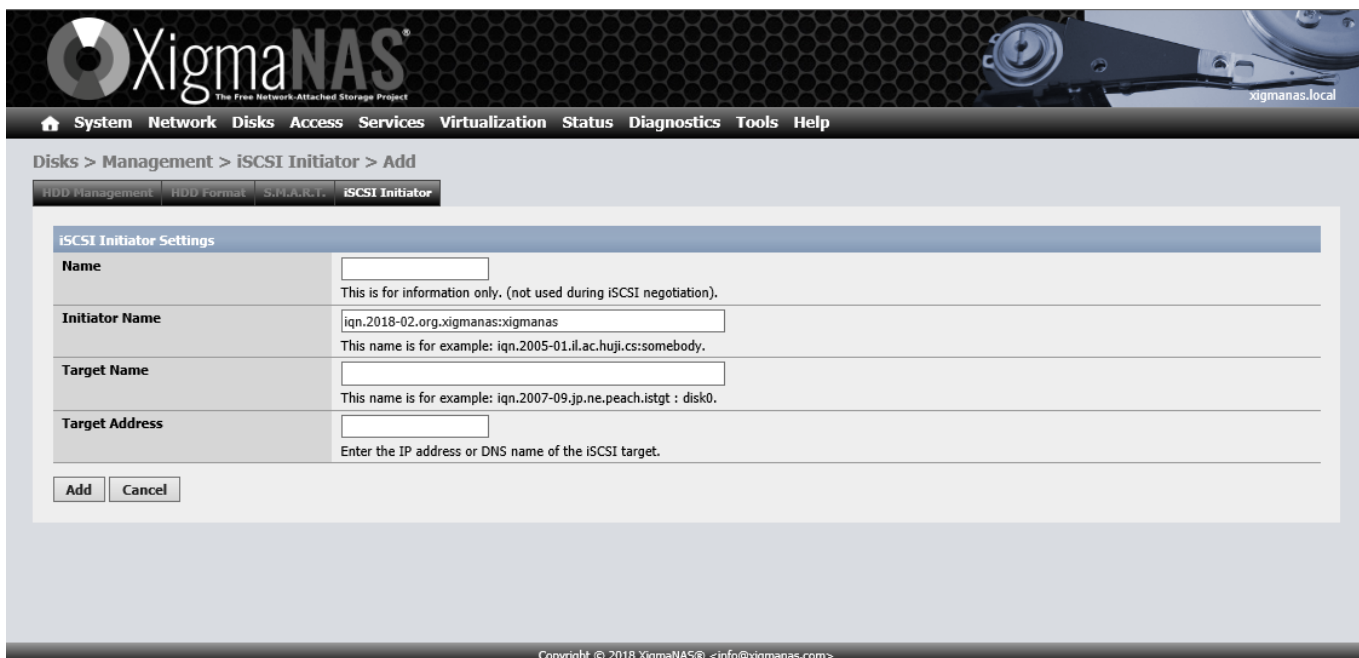 XigmaNAS®
The Free Network-Attached Storage Project
xigmanas.local
System Network Disks Access Services Virtualization Status Diagnostics Tools Help
Disks > Management > iSCSI Initiator > Add
HDD Management HDD Format S.M.A.R.T. iSCSI Initiator
iSCSI Initiator Settings
Name
This is for information only. (not used during iSCSI negotiation).
Initiator Name iqn.2018-02.org.xigmanas:xigmanas
This name is for example: iqn.2005-01.il.ac.huji.cs:somebody.
Target Name
This name is for example: iqn.2007-09.jp.ne.peach.istgt : disk0.
Target Address
Enter the IP address or DNS name of the iSCSI target.
Add Cancel
Copyright © 2018 XigmaNAS® <info@xigmanas.com>